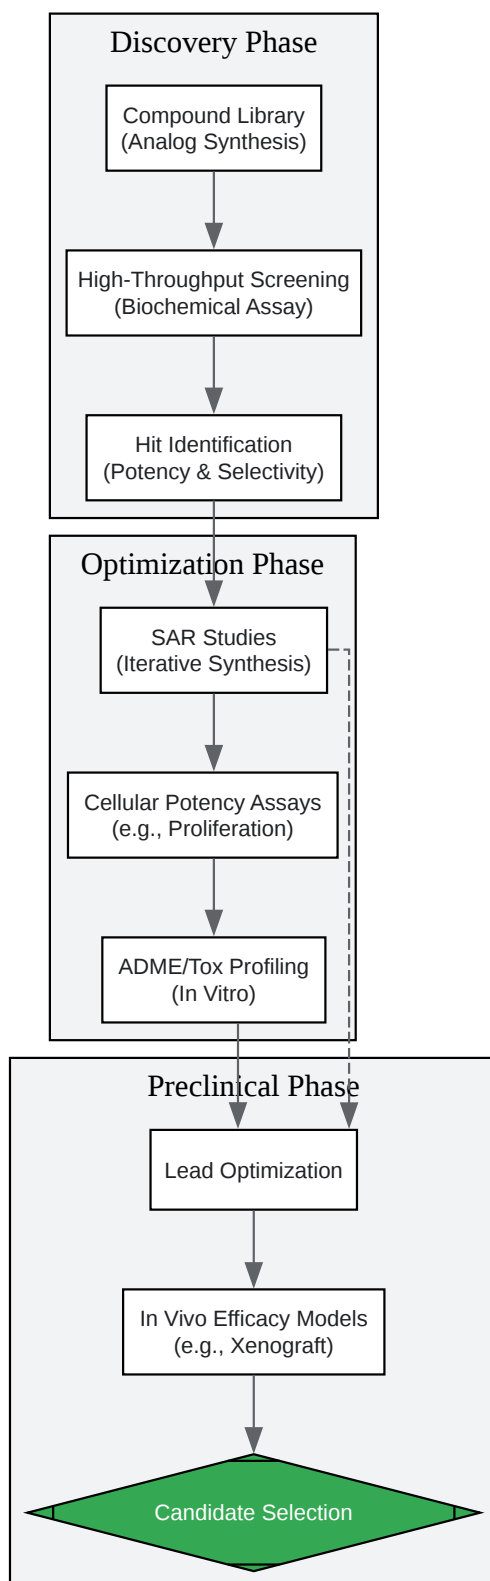 Discovery Phase
Compound Library
(Analog Synthesis)
High-Throughput Screening
(Biochemical Assay)
Hit Identification
(Potency & Selectivity)
Optimization Phase
SAR Studies
(Iterative Synthesis)
Cellular Potency Assays
(e.g., Proliferation)
ADME/Tox Profiling
(In Vitro)
Preclinical Phase
Lead Optimization
In Vivo Efficacy Models
(e.g., Xenograft)
Candidate Selection